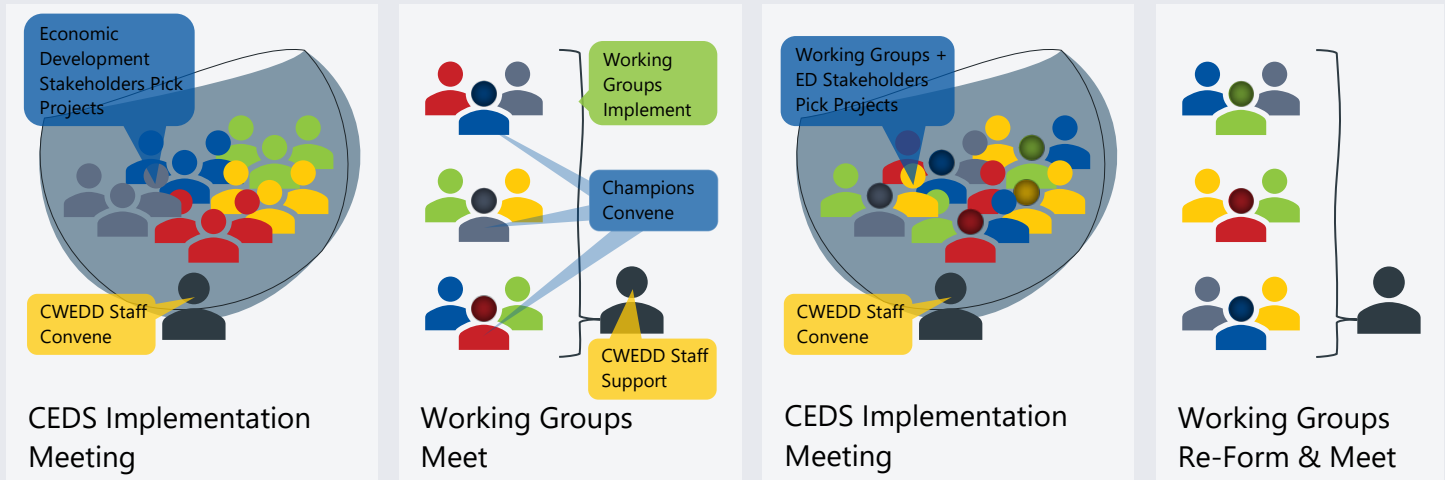 Economic
Development
Stakeholders Pick
Projects
CWEDD Staff
Convene
CEDS Implementation
Meeting
Working
Groups
Implement
Champions
Convene
CWEDD Staff
Support
Working Groups
Meet
Working Groups +
ED Stakeholders
Pick Projects
CWEDD Staff
Convene
CEDS Implementation
Meeting
Working Groups
Re-Form & Meet